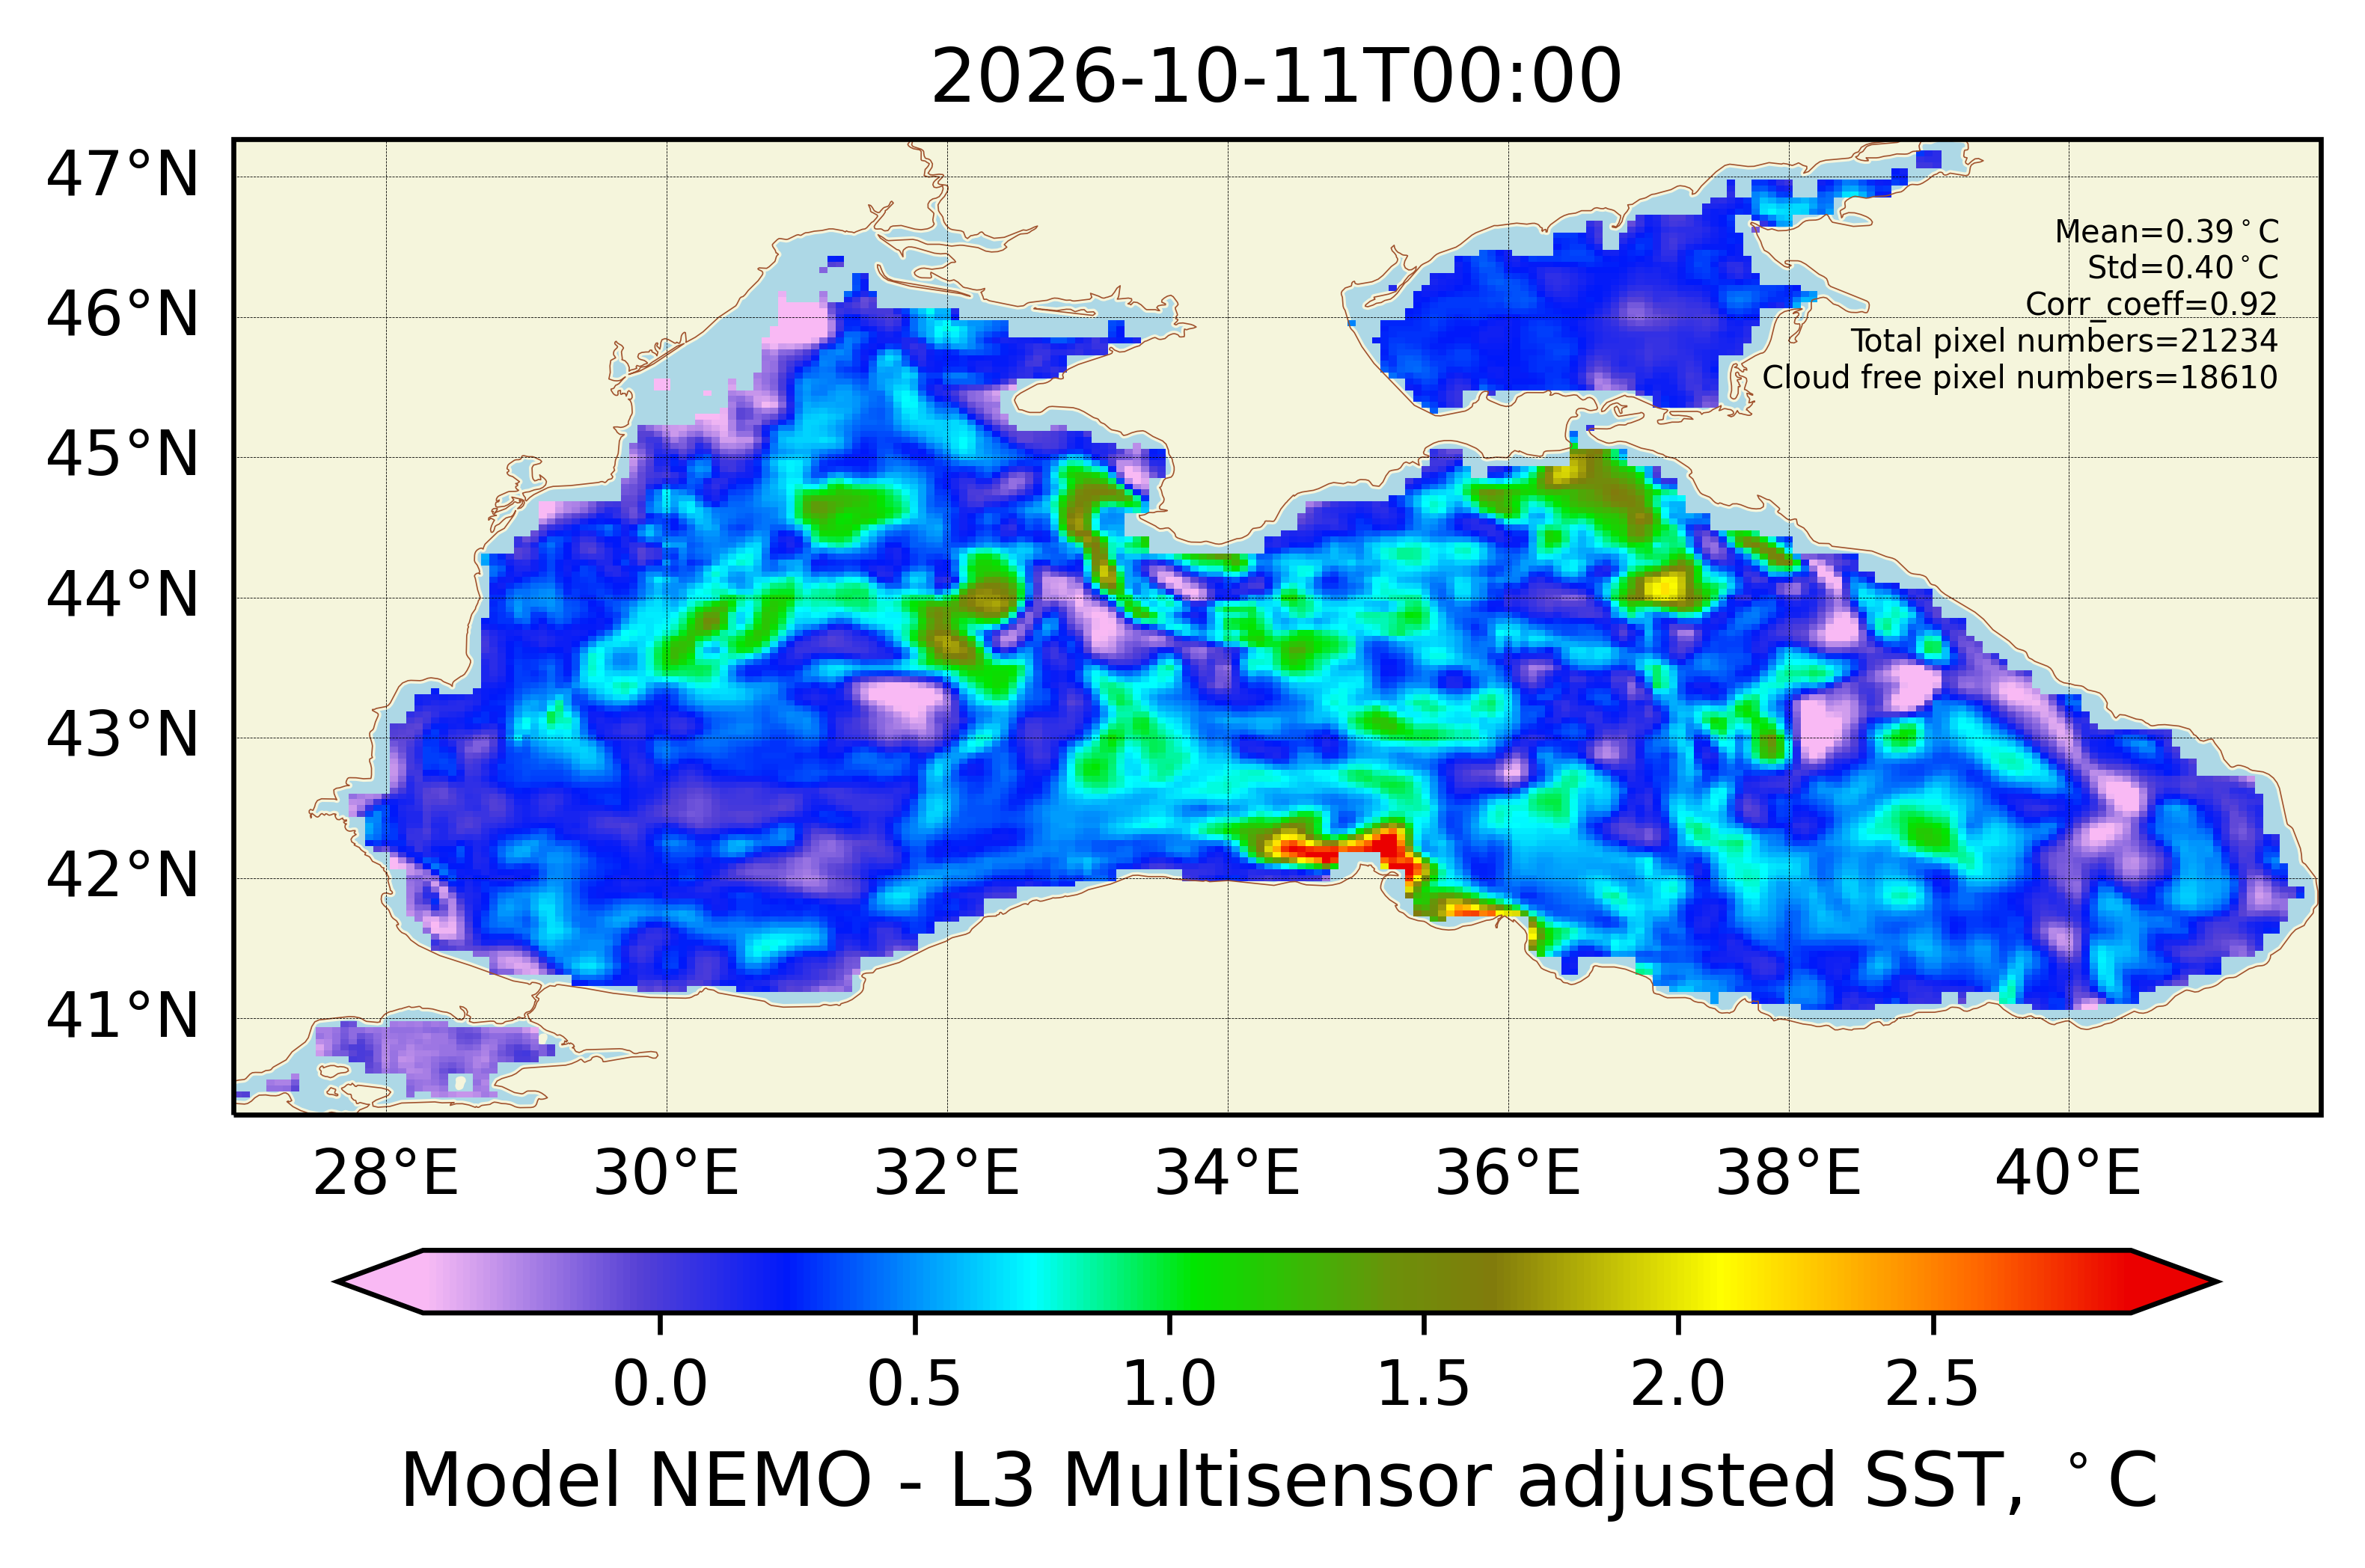 2026-10-11T00:00
47°N
46°N
45°N
44°N
43°N
42°N
41°N
Mean=0.39°C
Std=0.40°C
Corr_coeff=0.92
Total pixel numbers=21234
Cloud free pixel numbers=18610
28°E 30°E 32°E 34°E 36°E 38°E 40°E
0.0 0.5 1.0 1.5 2.0 2.5
Model NEMO - L3 Multisensor adjusted SST, °C